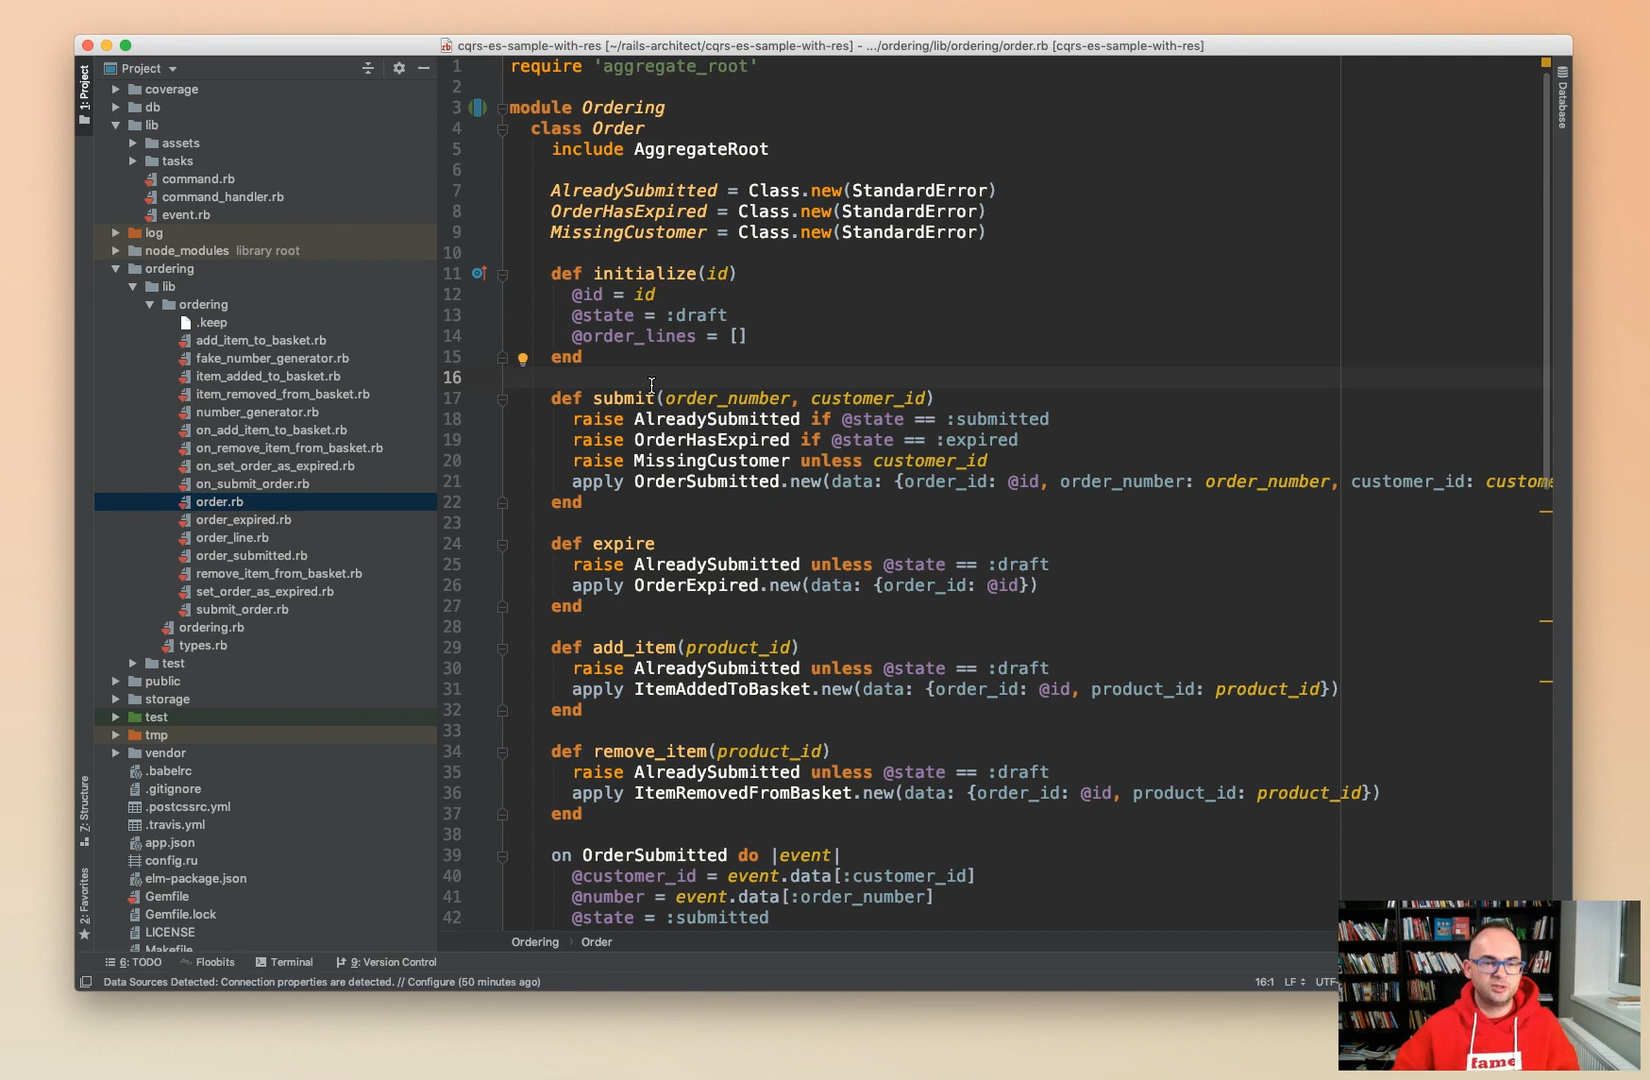 cqrs-es-sample-with-res [~/rails-architect/cqrs-es-sample-with-res] - .../ordering/lib/ordering/order.rb [cqrs-es-sample-with-res]
1: Project
Project
coverage
db
lib
assets
tasks
command.rb
command_handler.rb
event.rb
log
node_modules library root
ordering
lib
ordering
.keep
add_item_to_basket.rb
fake_number_generator.rb
item_added_to_basket.rb
item_removed_from_basket.rb
number_generator.rb
on_add_item_to_basket.rb
on_remove_item_from_basket.rb
on_set_order_as_expired.rb
on_submit_order.rb
order.rb
order_expired.rb
order_line.rb
order_submitted.rb
remove_item_from_basket.rb
set_order_as_expired.rb
submit_order.rb
ordering.rb
types.rb
test
public
storage
test
tmp
vendor
.babelrc
.gitignore
.postcssrc.yml
.travis.yml
app.json
config.ru
elm-package.json
Gemfile
Gemfile.lock
LICENSE
Makefile
7: Structure
2: Favorites
1 require 'aggregate_root'
2
3 module Ordering
4 class Order
5 include AggregateRoot
6
7 AlreadySubmitted = Class.new(StandardError)
8 OrderHasExpired = Class.new(StandardError)
9 MissingCustomer = Class.new(StandardError)
10
11 def initialize(id)
12 @id = id
13 @state = :draft
14 @order_lines = []
15 end
16
17 def submit(order_number, customer_id)
18 raise AlreadySubmitted if @state == :submitted
19 raise OrderHasExpired if @state == :expired
20 raise MissingCustomer unless customer_id
21 apply OrderSubmitted.new(data: {order_id: @id, order_number: order_number, customer_id: custome
22 end
23
24 def expire
25 raise AlreadySubmitted unless @state == :draft
26 apply OrderExpired.new(data: {order_id: @id})
27 end
28
29 def add_item(product_id)
30 raise AlreadySubmitted unless @state == :draft
31 apply ItemAddedToBasket.new(data: {order_id: @id, product_id: product_id})
32 end
33
34 def remove_item(product_id)
35 raise AlreadySubmitted unless @state == :draft
36 apply ItemRemovedFromBasket.new(data: {order_id: @id, product_id: product_id})
37 end
38
39 on OrderSubmitted do |event|
40 @customer_id = event.data[:customer_id]
41 @number = event.data[:order_number]
42 @state = :submitted
Database
Ordering › Order
6: TODO Floobits Terminal 9: Version Control
Data Sources Detected: Connection properties are detected. // Configure (50 minutes ago)
16:1 LF UTF-
fame